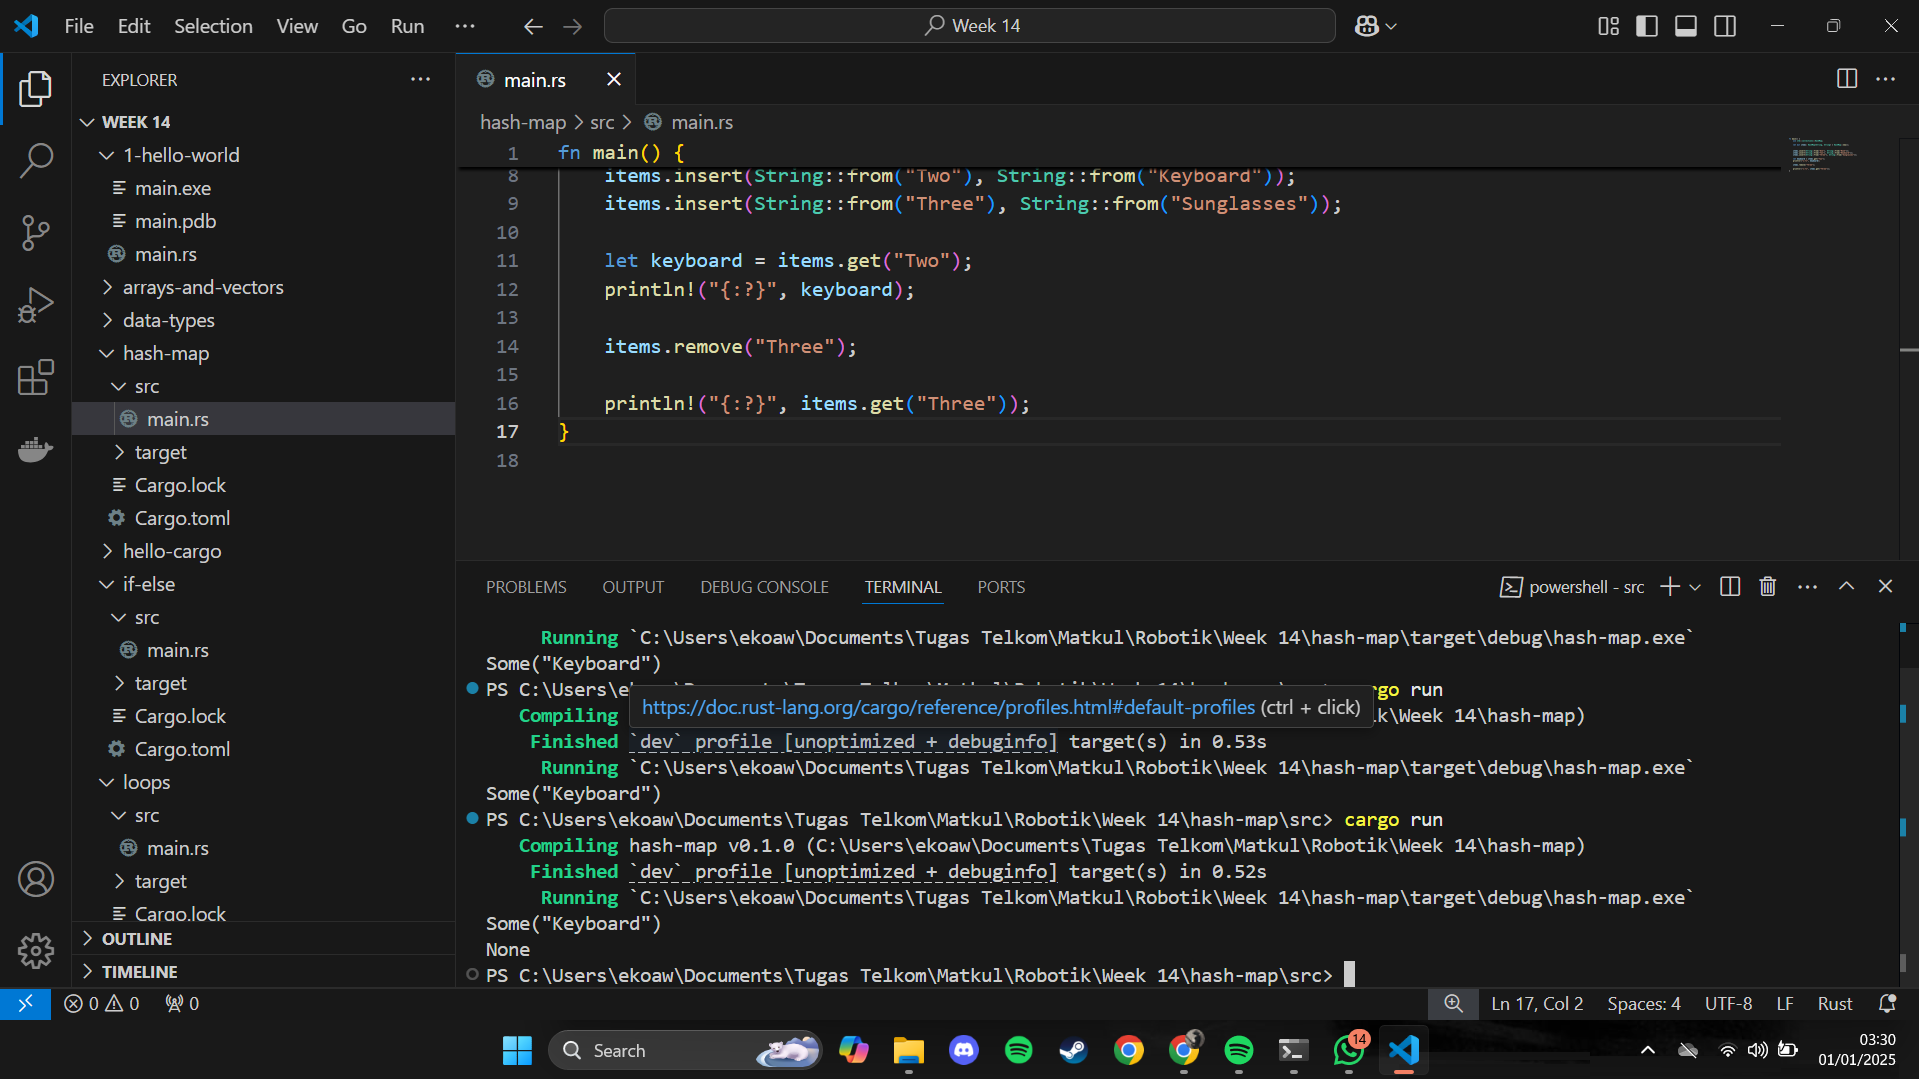 File Edit Selection View Go Run ··· Week 14
EXPLORER
WEEK 14
1-hello-world
main.exe
main.pdb
main.rs
arrays-and-vectors
data-types
hash-map
src
main.rs
target
Cargo.lock
Cargo.toml
hello-cargo
if-else
src
main.rs
target
Cargo.lock
Cargo.toml
loops
src
main.rs
target
Cargo.lock
OUTLINE
TIMELINE
main.rs
hash-map > src > main.rs
1 fn main() {
8 items.insert(String::from("Two"), String::from("Keyboard"));
9 items.insert(String::from("Three"), String::from("Sunglasses"));
10
11 let keyboard = items.get("Two");
12 println!("{:?}", keyboard);
13
14 items.remove("Three");
15
16 println!("{:?}", items.get("Three"));
17 }
18
PROBLEMS OUTPUT DEBUG CONSOLE TERMINAL PORTS powershell - src
Running `C:\Users\ekoaw\Documents\Tugas Telkom\Matkul\Robotik\Week 14\hash-map\target\debug\hash-map.exe`
Some("Keyboard")
PS C:\Users\e go run
https://doc.rust-lang.org/cargo/reference/profiles.html#default-profiles (ctrl + click)
Compiling k\Week 14\hash-map)
Finished `dev` profile [unoptimized + debuginfo] target(s) in 0.53s
Running `C:\Users\ekoaw\Documents\Tugas Telkom\Matkul\Robotik\Week 14\hash-map\target\debug\hash-map.exe`
Some("Keyboard")
PS C:\Users\ekoaw\Documents\Tugas Telkom\Matkul\Robotik\Week 14\hash-map\src> cargo run
Compiling hash-map v0.1.0 (C:\Users\ekoaw\Documents\Tugas Telkom\Matkul\Robotik\Week 14\hash-map)
Finished `dev` profile [unoptimized + debuginfo] target(s) in 0.52s
Running `C:\Users\ekoaw\Documents\Tugas Telkom\Matkul\Robotik\Week 14\hash-map\target\debug\hash-map.exe`
Some("Keyboard")
None
PS C:\Users\ekoaw\Documents\Tugas Telkom\Matkul\Robotik\Week 14\hash-map\src>
0 0 0 Ln 17, Col 2 Spaces: 4 UTF-8 LF Rust
Search 14 03:30
01/01/2025